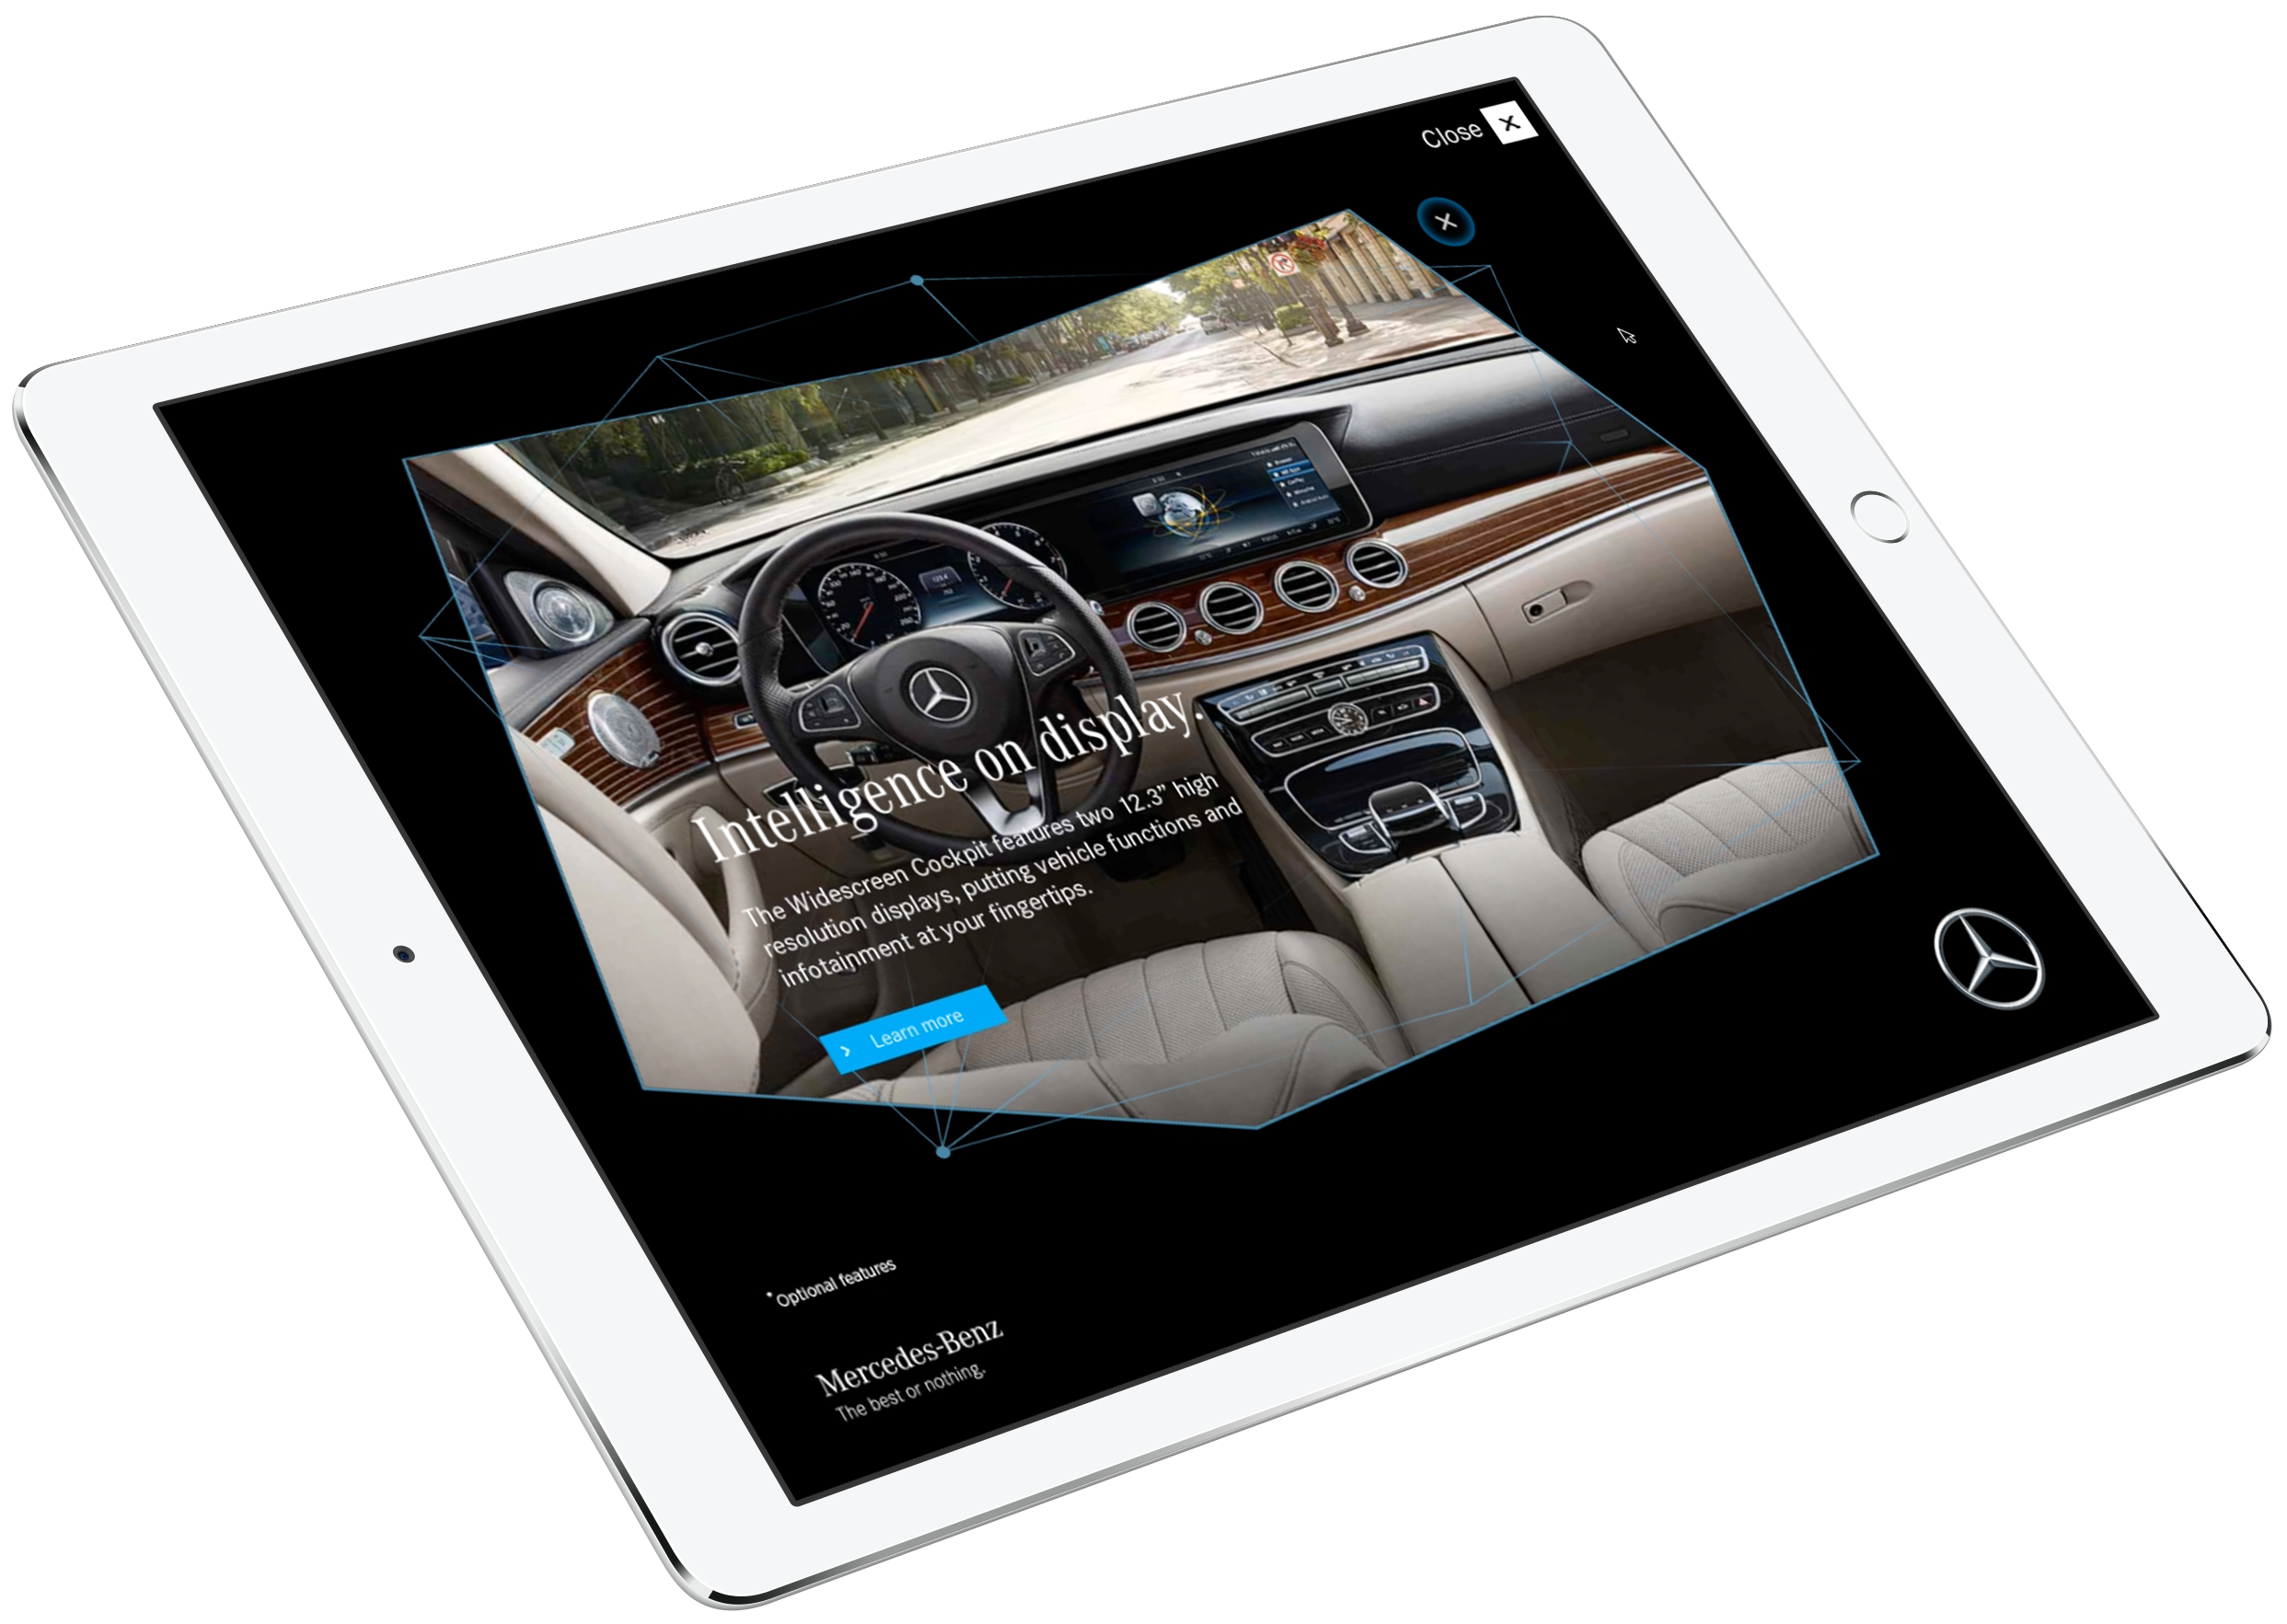 Close X
Intelligence on display.
The Widescreen Cockpit features two 12.3” high
resolution displays, putting vehicle functions and
infotainment at your fingertips.
Learn more
* Optional features
Mercedes-Benz
The best or nothing.